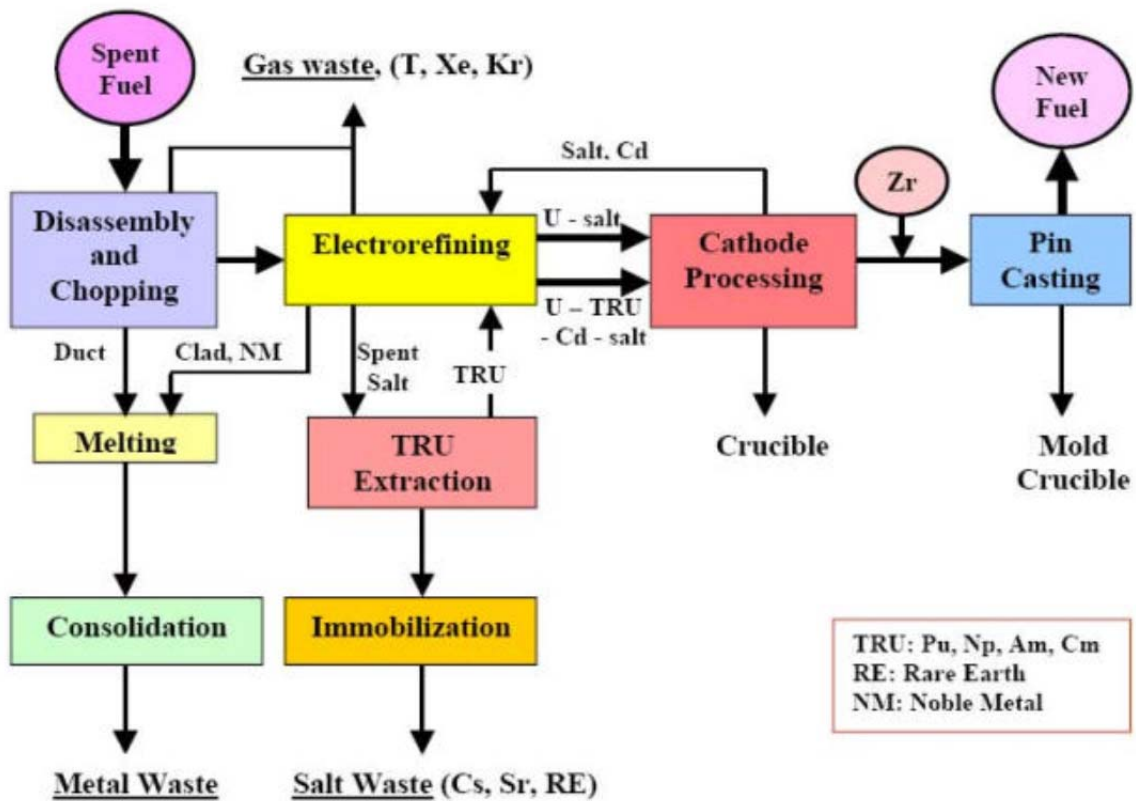 Spent
Fuel
Gas waste, (T, Xe, Kr)
New
Fuel
Salt, Cd
Zr
Disassembly
and
Chopping
Electrorefining
U - salt
U – TRU
- Cd - salt
Cathode
Processing
Pin
Casting
Duct
Clad, NM
Spent
Salt
TRU
Melting
TRU
Extraction
Crucible
Mold
Crucible
Consolidation
Immobilization
TRU: Pu, Np, Am, Cm
RE: Rare Earth
NM: Noble Metal
Metal Waste
Salt Waste (Cs, Sr, RE)